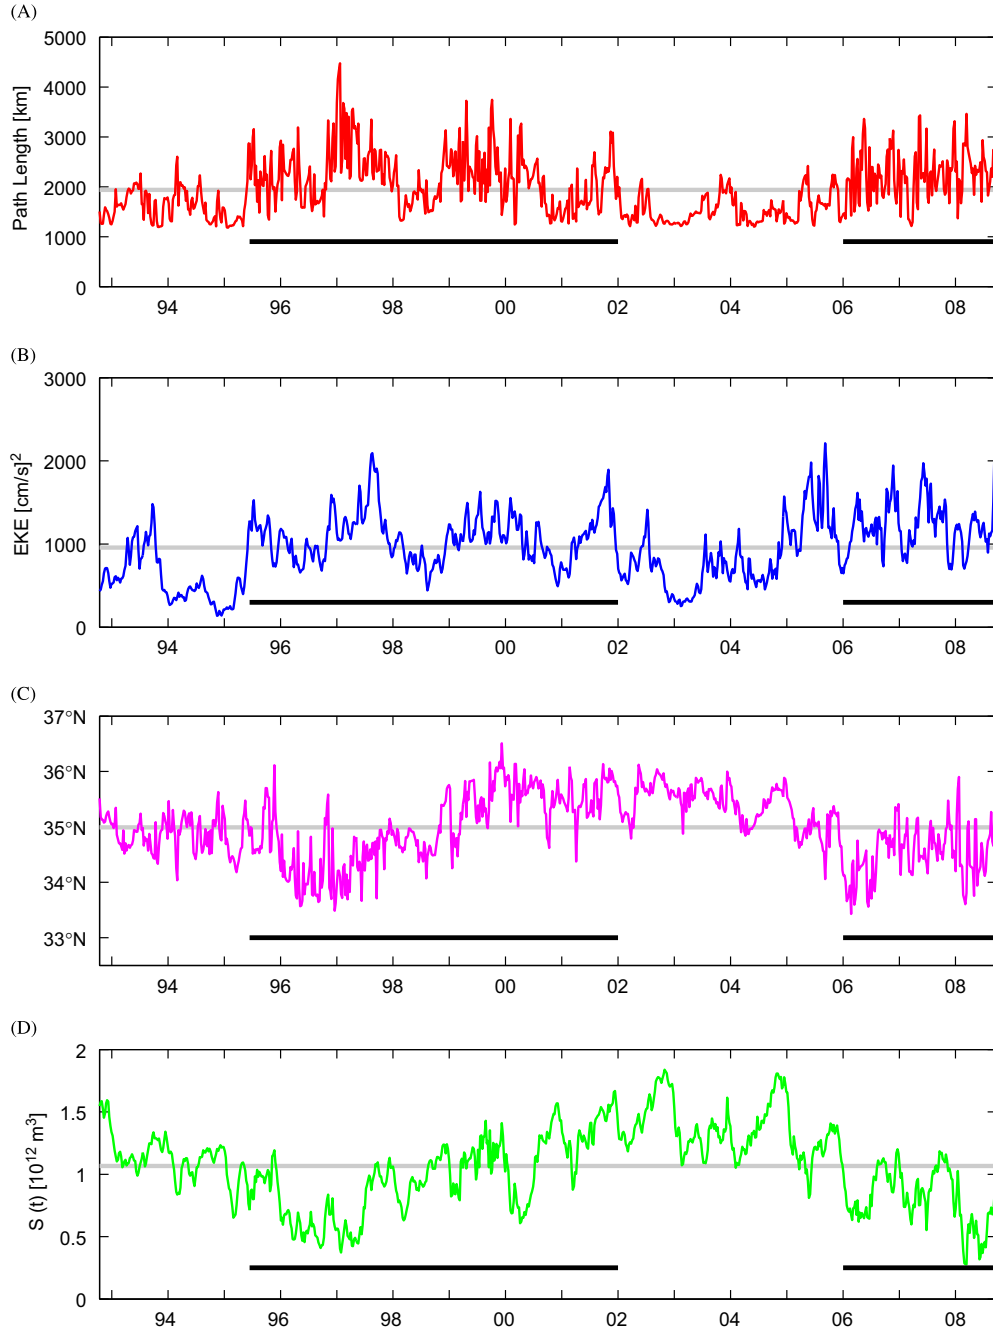 (A)
5000
4000
3000
2000
1000
0
Path Length [km]
94 96 98 00 02 04 06 08
(B)
3000
2000
1000
0
EKE [cm/s]²
94 96 98 00 02 04 06 08
(C)
37°N
36°N
35°N
34°N
33°N
94 96 98 00 02 04 06 08
(D)
2
1.5
1
0.5
0
S (t) [10¹² m³]
94 96 98 00 02 04 06 08